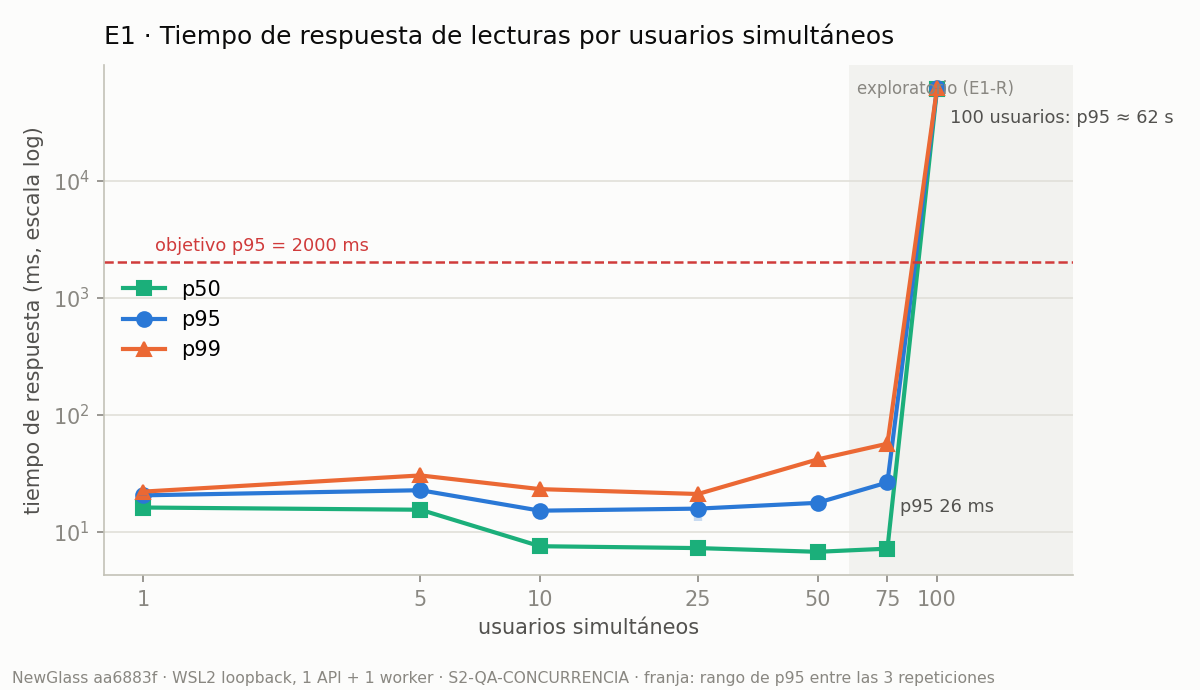 E1 · Tiempo de respuesta de lecturas por usuarios simultáneos
exploratorio (E1-R)
100 usuarios: p95 ≈ 62 s
tiempo de respuesta (ms, escala log)
10⁴
objetivo p95 = 2000 ms
10³
p50
p95
p99
10²
p95 26 ms
10¹
1 5 10 25 50 75 100
usuarios simultáneos
NewGlass aa6883f · WSL2 loopback, 1 API + 1 worker · S2-QA-CONCURRENCIA · franja: rango de p95 entre las 3 repeticiones